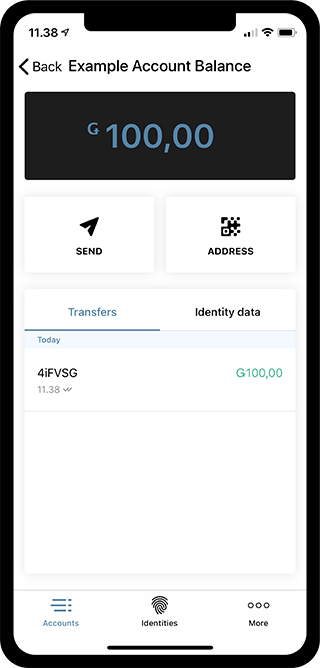 11.38
Back Example Account Balance
Ǥ 100,00
SEND
ADDRESS
Transfers
Identity data
Today
4iFVSG
Ǥ100,00
11.38
Accounts
Identities
More